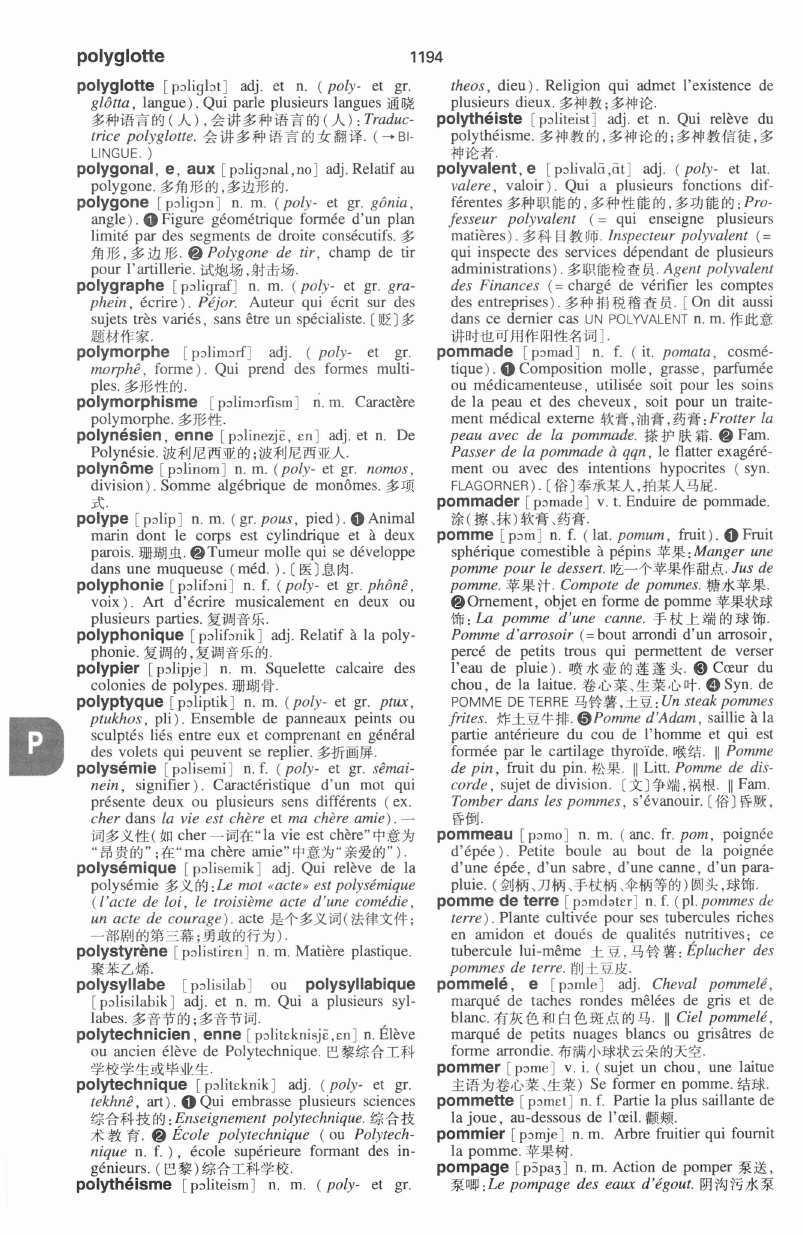 polyglotte
1194
polyglotte [pɔliglɔt] adj. et n. ( poly- et gr.
glôtta, langue). Qui parle plusieurs langues 通晓
多种语言的(人),会讲多种语言的(人):Traduc-
trice polyglotte. 会讲多种语言的女翻译. (→BI-
LINGUE. )
polygonal, e, aux [pɔligɔnal,no] adj. Relatif au
polygone. 多角形的,多边形的.
polygone [pɔligɔn] n. m. (poly- et gr. gônia,
angle). ❶ Figure géométrique formée d'un plan
limité par des segments de droite consécutifs. 多
角形,多边形. ❷ Polygone de tir, champ de tir
pour l'artillerie. 试炮场,射击场.
polygraphe [pɔligraf] n. m. (poly- et gr. gra-
phein, écrire). Péjor. Auteur qui écrit sur des
sujets très variés, sans être un spécialiste. [贬]多
题材作家.
polymorphe [pɔlimɔrf] adj. ( poly- et gr.
morphê, forme). Qui prend des formes multi-
ples. 多形性的.
polymorphisme [pɔlimɔrfism] n. m. Caractère
polymorphe. 多形性.
polynésien, enne [pɔlinezjɛ̃, ɛn] adj. et n. De
Polynésie. 波利尼西亚的;波利尼西亚人.
polynôme [pɔlinom] n. m. (poly- et gr. nomos,
division). Somme algébrique de monômes. 多项
式.
polype [pɔlip] n. m. (gr. pous, pied). ❶ Animal
marin dont le corps est cylindrique et à deux
parois. 珊瑚虫. ❷Tumeur molle qui se développe
dans une muqueuse (méd. ). [医]息肉.
polyphonie [pɔlifɔni] n. f. (poly- et gr. phônê,
voix). Art d'écrire musicalement en deux ou
plusieurs parties. 复调音乐.
polyphonique [pɔlifɔnik] adj. Relatif à la poly-
phonie. 复调的,复调音乐的.
polypier [pɔlipje] n. m. Squelette calcaire des
colonies de polypes. 珊瑚骨.
polyptyque [pɔliptik] n. m. (poly- et gr. ptux,
ptukhos, pli). Ensemble de panneaux peints ou
sculptés liés entre eux et comprenant en général
des volets qui peuvent se replier. 多折画屏.
polysémie [pɔlisemi] n. f. (poly- et gr. sêmai-
nein, signifier). Caractéristique d'un mot qui
présente deux ou plusieurs sens différents (ex.
cher dans la vie est chère et ma chère amie). 一
词多义性(如 cher 一词在"la vie est chère"中意为
"昂贵的";在"ma chère amie"中意为"亲爱的").
polysémique [pɔlisemik] adj. Qui relève de la
polysémie 多义的:Le mot «acte» est polysémique
(l'acte de loi, le troisième acte d'une comédie,
un acte de courage). acte 是个多义词(法律文件;
一部剧的第三幕;勇敢的行为).
polystyrène [pɔlistirɛn] n. m. Matière plastique.
聚苯乙烯.
polysyllabe [pɔlisilab] ou polysyllabique
[pɔlisilabik] adj. et n. m. Qui a plusieurs syl-
labes. 多音节的;多音节词.
polytechnicien, enne [pɔlitɛknisjɛ̃,ɛn] n. Élève
ou ancien élève de Polytechnique. 巴黎综合工科
学校学生或毕业生.
polytechnique [pɔlitɛknik] adj. (poly- et gr.
tekhnê, art). ❶ Qui embrasse plusieurs sciences
综合科技的:Enseignement polytechnique. 综合技
术教育. ❷ École polytechnique (ou Polytech-
nique n. f. ), école supérieure formant des in-
génieurs. (巴黎)综合工科学校.
polythéisme [pɔliteism] n. m. ( poly- et gr.
theos, dieu). Religion qui admet l'existence de
plusieurs dieux. 多神教;多神论.
polythéiste [pɔliteist] adj. et n. Qui relève du
polythéisme. 多神教的,多神论的;多神教信徒,多
神论者.
polyvalent, e [pɔlivalɑ̃,ɑ̃t] adj. (poly- et lat.
valere, valoir). Qui a plusieurs fonctions dif-
férentes 多种职能的,多种性能的,多功能的:Pro-
fesseur polyvalent (= qui enseigne plusieurs
matières). 多科目教师. Inspecteur polyvalent (=
qui inspecte des services dépendant de plusieurs
administrations). 多职能检查员. Agent polyvalent
des Finances (= chargé de vérifier les comptes
des entreprises). 多种捐税稽查员. [On dit aussi
dans ce dernier cas UN POLYVALENT n. m. 作此意
讲时也可用作阳性名词].
pommade [pɔmad] n. f. (it. pomata, cosmé-
tique). ❶ Composition molle, grasse, parfumée
ou médicamenteuse, utilisée soit pour les soins
de la peau et des cheveux, soit pour un traite-
ment médical externe 软膏,油膏,药膏:Frotter la
peau avec de la pommade. 搽护肤霜. ❷ Fam.
Passer de la pommade à qqn, le flatter exagéré-
ment ou avec des intentions hypocrites ( syn.
FLAGORNER). [俗]奉承某人,拍某人马屁.
pommader [pɔmade] v. t. Enduire de pommade.
涂(擦、抹)软膏、药膏.
pomme [pɔm] n. f. (lat. pomum, fruit). ❶ Fruit
sphérique comestible à pépins 苹果:Manger une
pomme pour le dessert. 吃一个苹果作甜点. Jus de
pomme. 苹果汁. Compote de pommes. 糖水苹果.
❷Ornement, objet en forme de pomme 苹果状球
饰: La pomme d'une canne. 手杖上端的球饰.
Pomme d'arrosoir (=bout arrondi d'un arrosoir,
percé de petits trous qui permettent de verser
l'eau de pluie). 喷水壶的莲蓬头. ❸ Cœur du
chou, de la laitue. 卷心菜、生菜心叶. ❹ Syn. de
POMME DE TERRE 马铃薯,土豆:Un steak pommes
frites. 炸土豆牛排. ❺Pomme d'Adam, saillie à la
partie antérieure du cou de l'homme et qui est
formée par le cartilage thyroïde. 喉结. ‖ Pomme
de pin, fruit du pin. 松果. ‖ Litt. Pomme de dis-
corde, sujet de division. [文]争端,祸根. ‖ Fam.
Tomber dans les pommes, s'évanouir. [俗]昏厥,
昏倒.
pommeau [pɔmo] n. m. (anc. fr. pom, poignée
d'épée). Petite boule au bout de la poignée
d'une épée, d'un sabre, d'une canne, d'un para-
pluie. (剑柄、刀柄、手杖柄、伞柄等的)圆头,球饰.
pomme de terre [pɔmdətɛr] n. f. (pl. pommes de
terre). Plante cultivée pour ses tubercules riches
en amidon et doués de qualités nutritives; ce
tubercule lui-même 土豆,马铃薯:Éplucher des
pommes de terre. 削土豆皮.
pommelé, e [pɔmle] adj. Cheval pommelé,
marqué de taches rondes mêlées de gris et de
blanc. 有灰色和白色斑点的马. ‖ Ciel pommelé,
marqué de petits nuages blancs ou grisâtres de
forme arrondie. 布满小球状云朵的天空.
pommer [pɔme] v. i. (sujet un chou, une laitue
主语为卷心菜、生菜) Se former en pomme. 结球.
pommette [pɔmɛt] n. f. Partie la plus saillante de
la joue, au-dessous de l'œil. 颧颊.
pommier [pɔmje] n. m. Arbre fruitier qui fournit
la pomme. 苹果树.
pompage [pɔ̃paʒ] n. m. Action de pomper 泵送,
泵唧:Le pompage des eaux d'égout. 阴沟污水泵
P